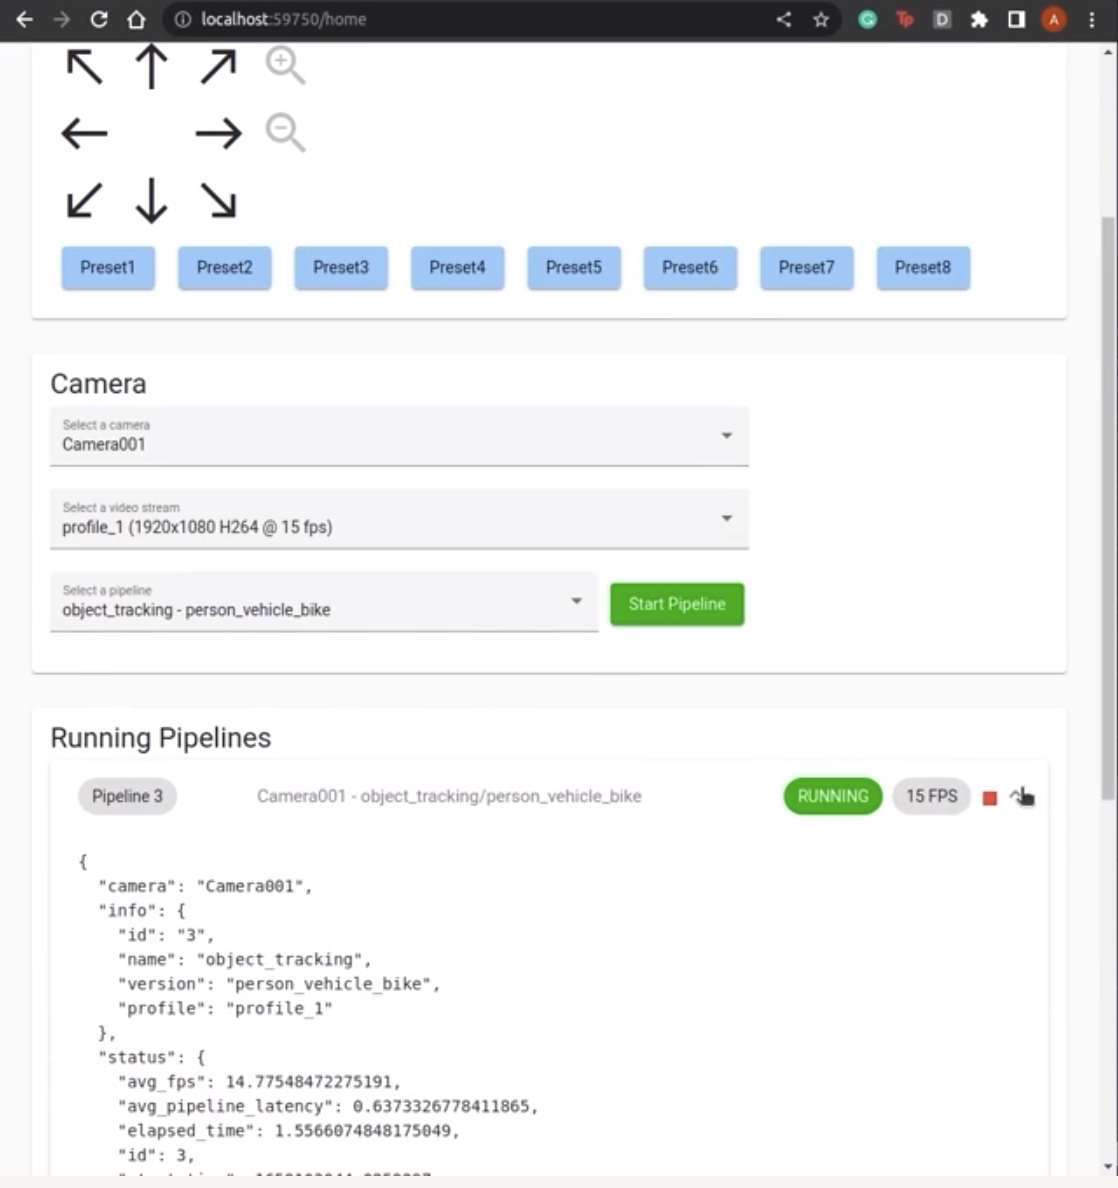 localhost:59750/home
Tp
D
A
Preset1 Preset2 Preset3 Preset4 Preset5 Preset6 Preset7 Preset8
Camera
Select a camera
Camera001
Select a video stream
profile_1 (1920x1080 H264 @ 15 fps)
Select a pipeline
object_tracking - person_vehicle_bike
Start Pipeline
Running Pipelines
Pipeline 3 Camera001 - object_tracking/person_vehicle_bike RUNNING 15 FPS
{
"camera": "Camera001",
"info": {
"id": "3",
"name": "object_tracking",
"version": "person_vehicle_bike",
"profile": "profile_1"
},
"status": {
"avg_fps": 14.77548472275191,
"avg_pipeline_latency": 0.6373326778411865,
"elapsed_time": 1.5566074848175049,
"id": 3,